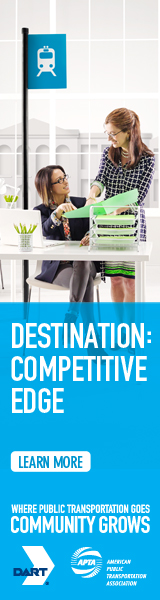 DESTINATION:
COMPETITIVE
EDGE
LEARN MORE
WHERE PUBLIC TRANSPORTATION GOES
COMMUNITY GROWS
DART
APTA
AMERICAN
PUBLIC
TRANSPORTATION
ASSOCIATION